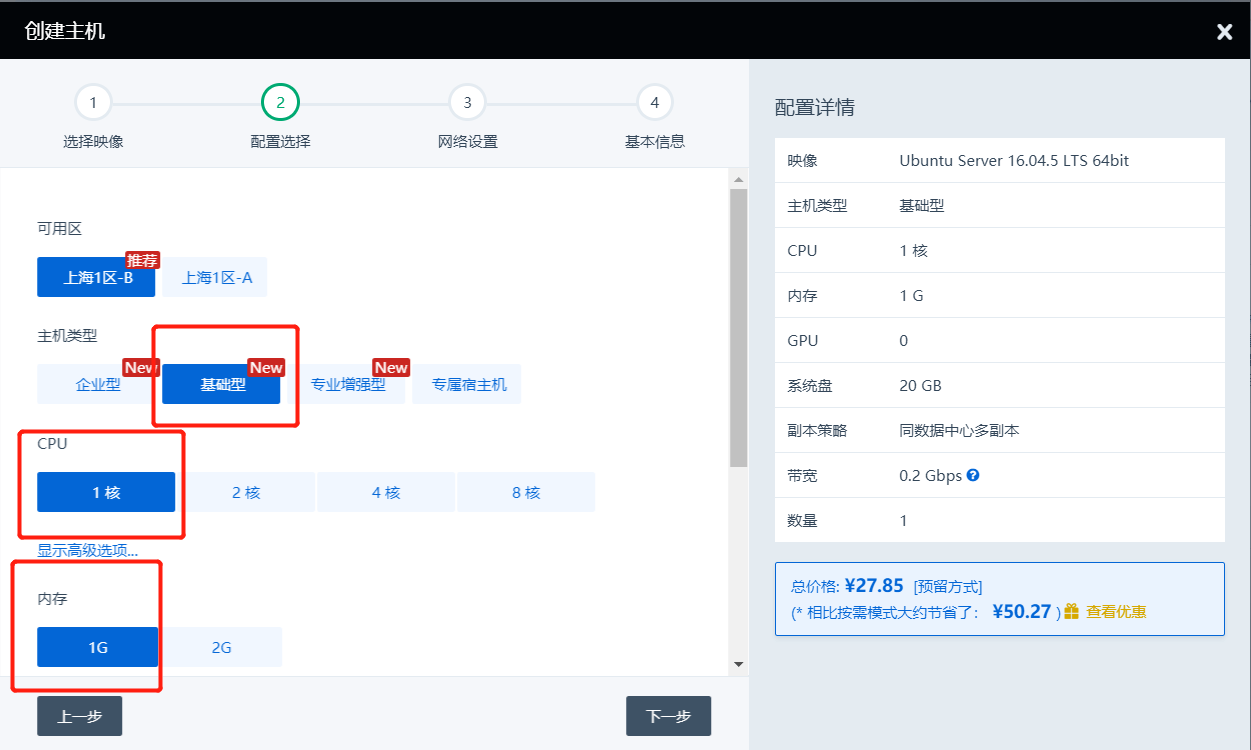 创建主机
1
2
3
4
选择映像
配置选择
网络设置
基本信息
可用区
上海1区-B
推荐
上海1区-A
主机类型
企业型
New
基础型
New
专业增强型
New
专属宿主机
CPU
1 核
2 核
4 核
8 核
显示高级选项...
内存
1G
2G
上一步
下一步
配置详情
映像 Ubuntu Server 16.04.5 LTS 64bit
主机类型 基础型
CPU 1 核
内存 1 G
GPU 0
系统盘 20 GB
副本策略 同数据中心多副本
带宽 0.2 Gbps ?
数量 1
总价格: ¥27.85 [预留方式]
(* 相比按需模式大约节省了： ¥50.27 ) 查看优惠